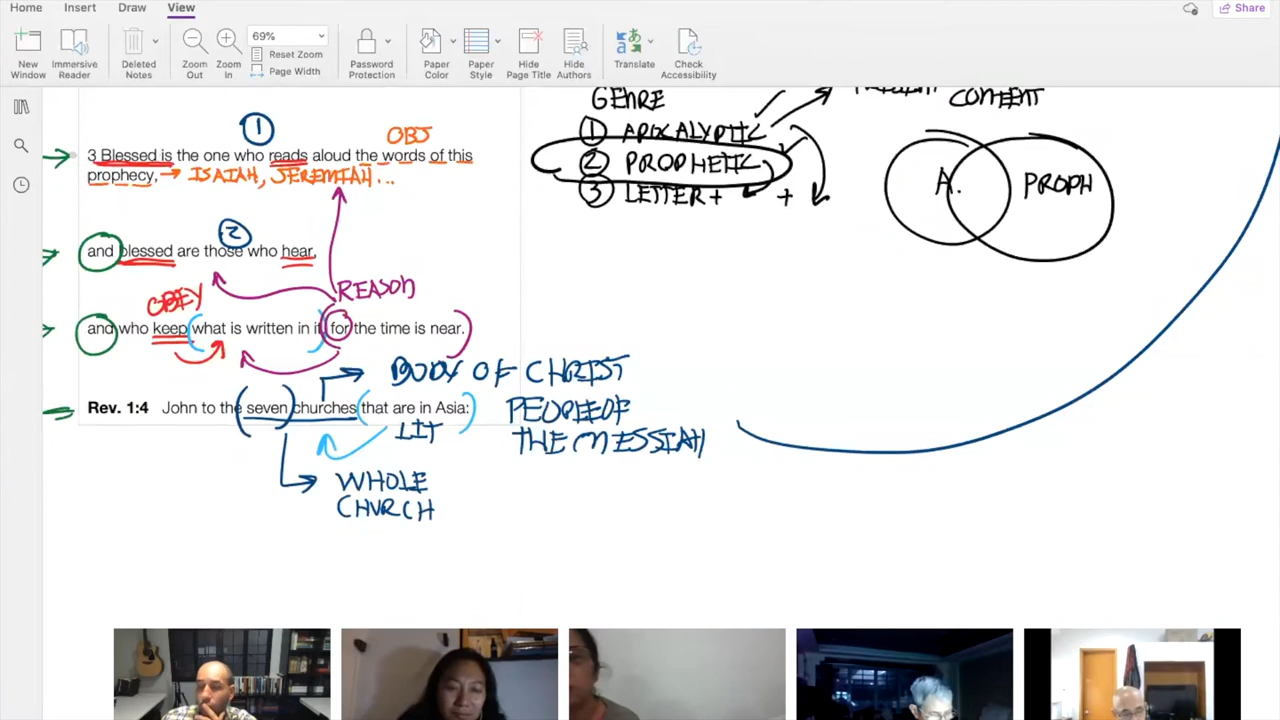 Home Insert Draw View Share
69%
New Window
Immersive Reader
Deleted Notes
Zoom Out
Zoom In
Reset Zoom
Page Width
Password Protection
Paper Color
Paper Style
Hide Page Title
Hide Authors
Translate
Check Accessibility
GENRE
CONTENT
1 APOCALYPTIC
2 PROPHETIC
3 LETTER + +
A. PROPH
1
OBJ
3 Blessed is the one who reads aloud the words of this
prophecy, ISAIAH, JEREMIAH...
2
and blessed are those who hear,
REASON
OBEY
and who keep what is written in it, for the time is near.
BODY OF CHRIST
Rev. 1:4 John to the seven churches that are in Asia:
PEOPLE OF
THE MESSIAH
LIT
WHOLE
CHURCH